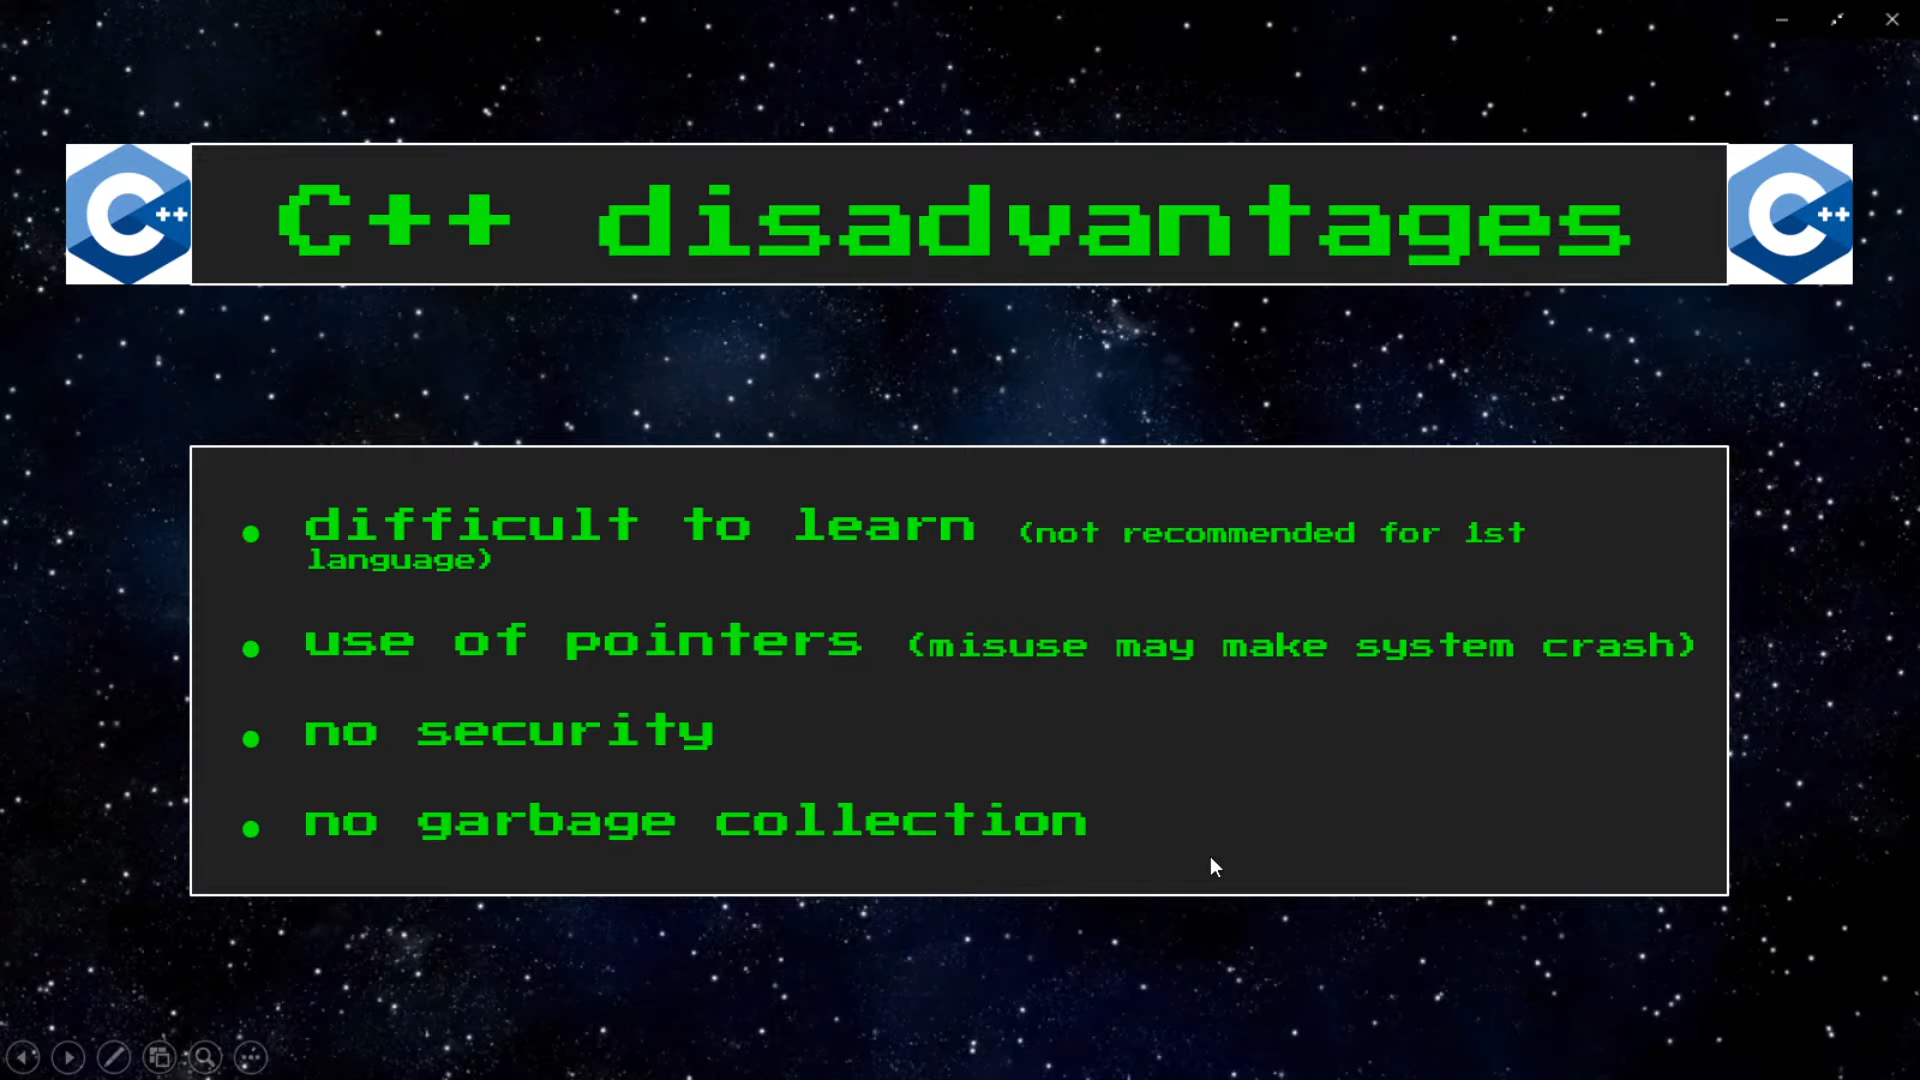 C++
C++ disadvantages
C++
• difficult to learn (not recommended for 1st
language)
• use of pointers (misuse may make system crash)
• no security
• no garbage collection